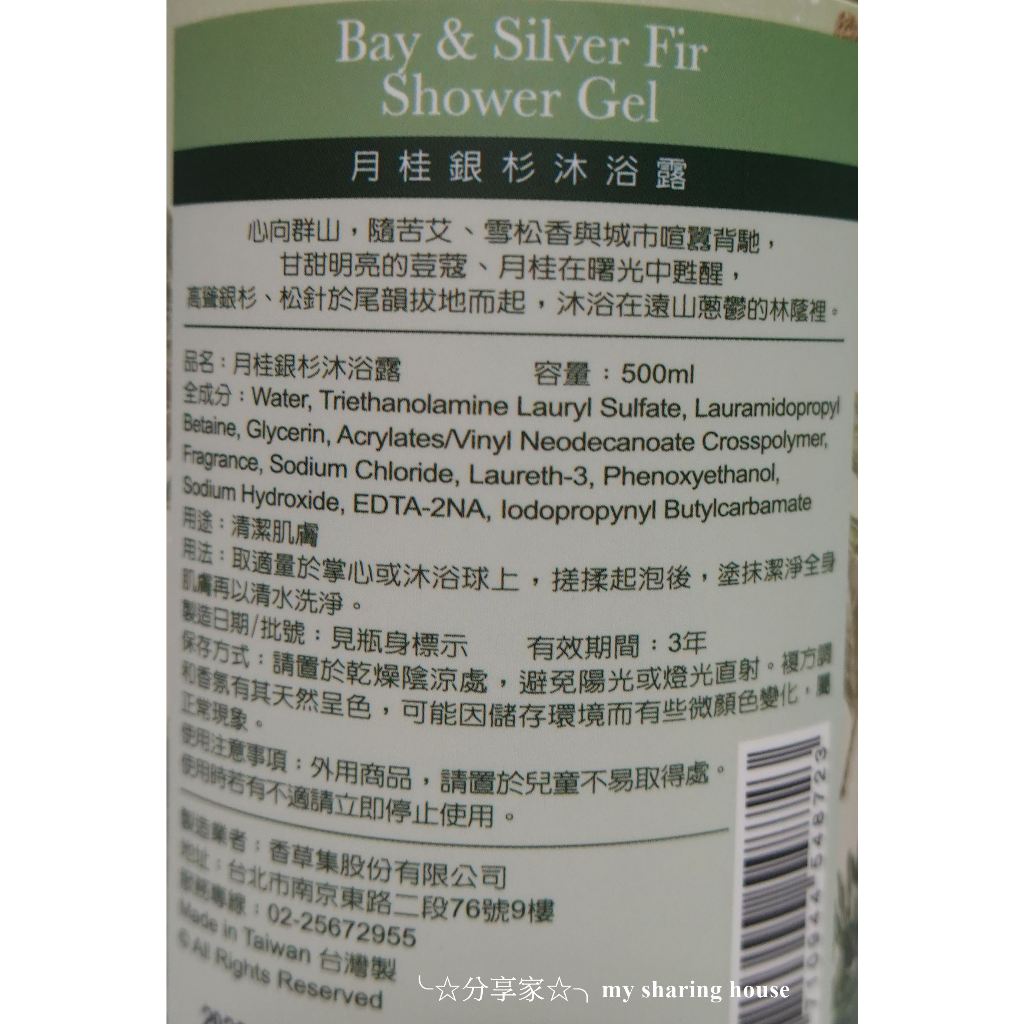 Bay & Silver Fir
Shower Gel
月桂銀杉沐浴露
心向群山，隨苦艾、雪松香與城市喧囂背馳，
甘甜明亮的荳蔻、月桂在曙光中甦醒，
高聳銀杉、松針於尾韻拔地而起，沐浴在遠山蔥鬱的林蔭裡。
品名：月桂銀杉沐浴露 容量：500ml
全成分：Water, Triethanolamine Lauryl Sulfate, Lauramidopropyl
Betaine, Glycerin, Acrylates/Vinyl Neodecanoate Crosspolymer,
Fragrance, Sodium Chloride, Laureth-3, Phenoxyethanol,
Sodium Hydroxide, EDTA-2NA, Iodopropynyl Butylcarbamate
用途：清潔肌膚
用法：取適量於掌心或沐浴球上，搓揉起泡後，塗抹潔淨全身
肌膚再以清水洗淨。
製造日期/批號：見瓶身標示 有效期間：3年
保存方式：請置於乾燥陰涼處，避免陽光或燈光直射。複方調
和香氛有其天然呈色，可能因儲存環境而有些微顏色變化，屬
正常現象。
使用注意事項：外用商品，請置於兒童不易取得處。
使用時若有不適請立即停止使用。
製造業者：香草集股份有限公司
地址：台北市南京東路二段76號9樓
專線：02-25672955
Made in Taiwan 台灣製
©All Rights Reserved
4710944548723
╰☆分享家☆╮ my sharing house